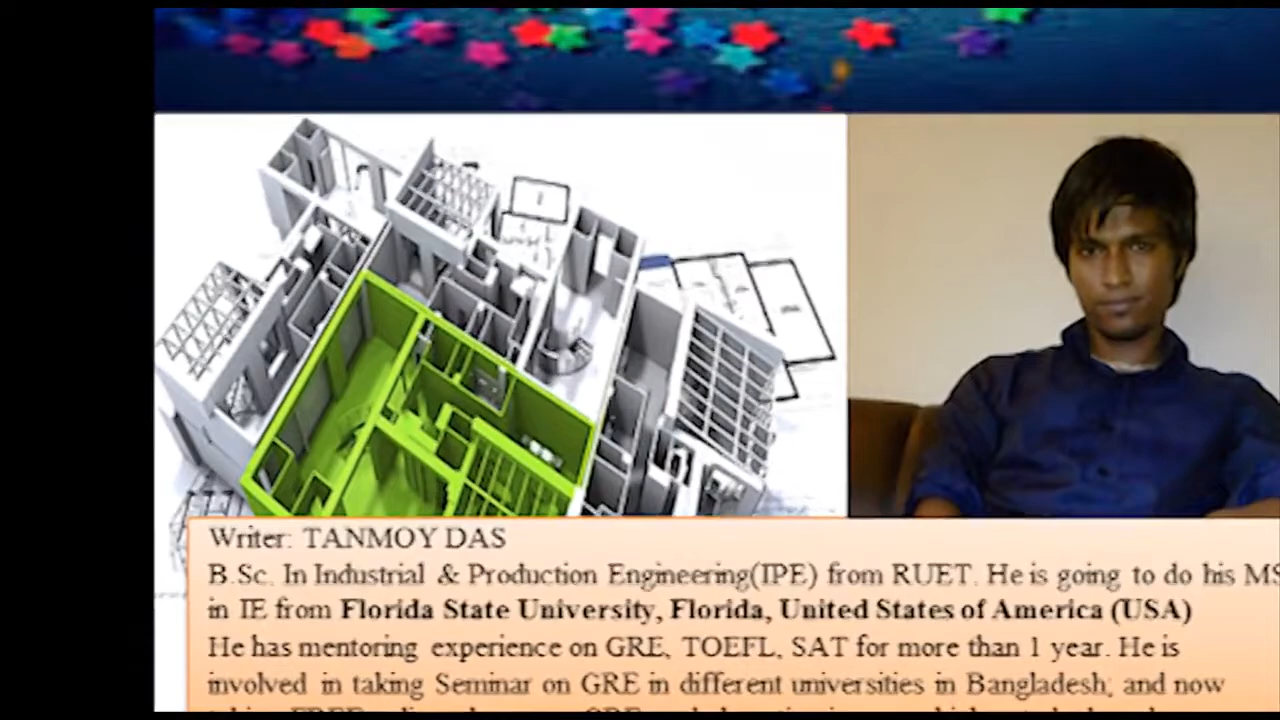 Writer: TANMOY DAS
B.Sc. In Industrial & Production Engineering(IPE) from RUET. He is going to do his MS
in IE from Florida State University, Florida, United States of America (USA)
He has mentoring experience on GRE, TOEFL, SAT for more than 1 year. He is
involved in taking Seminar on GRE in different universities in Bangladesh; and now